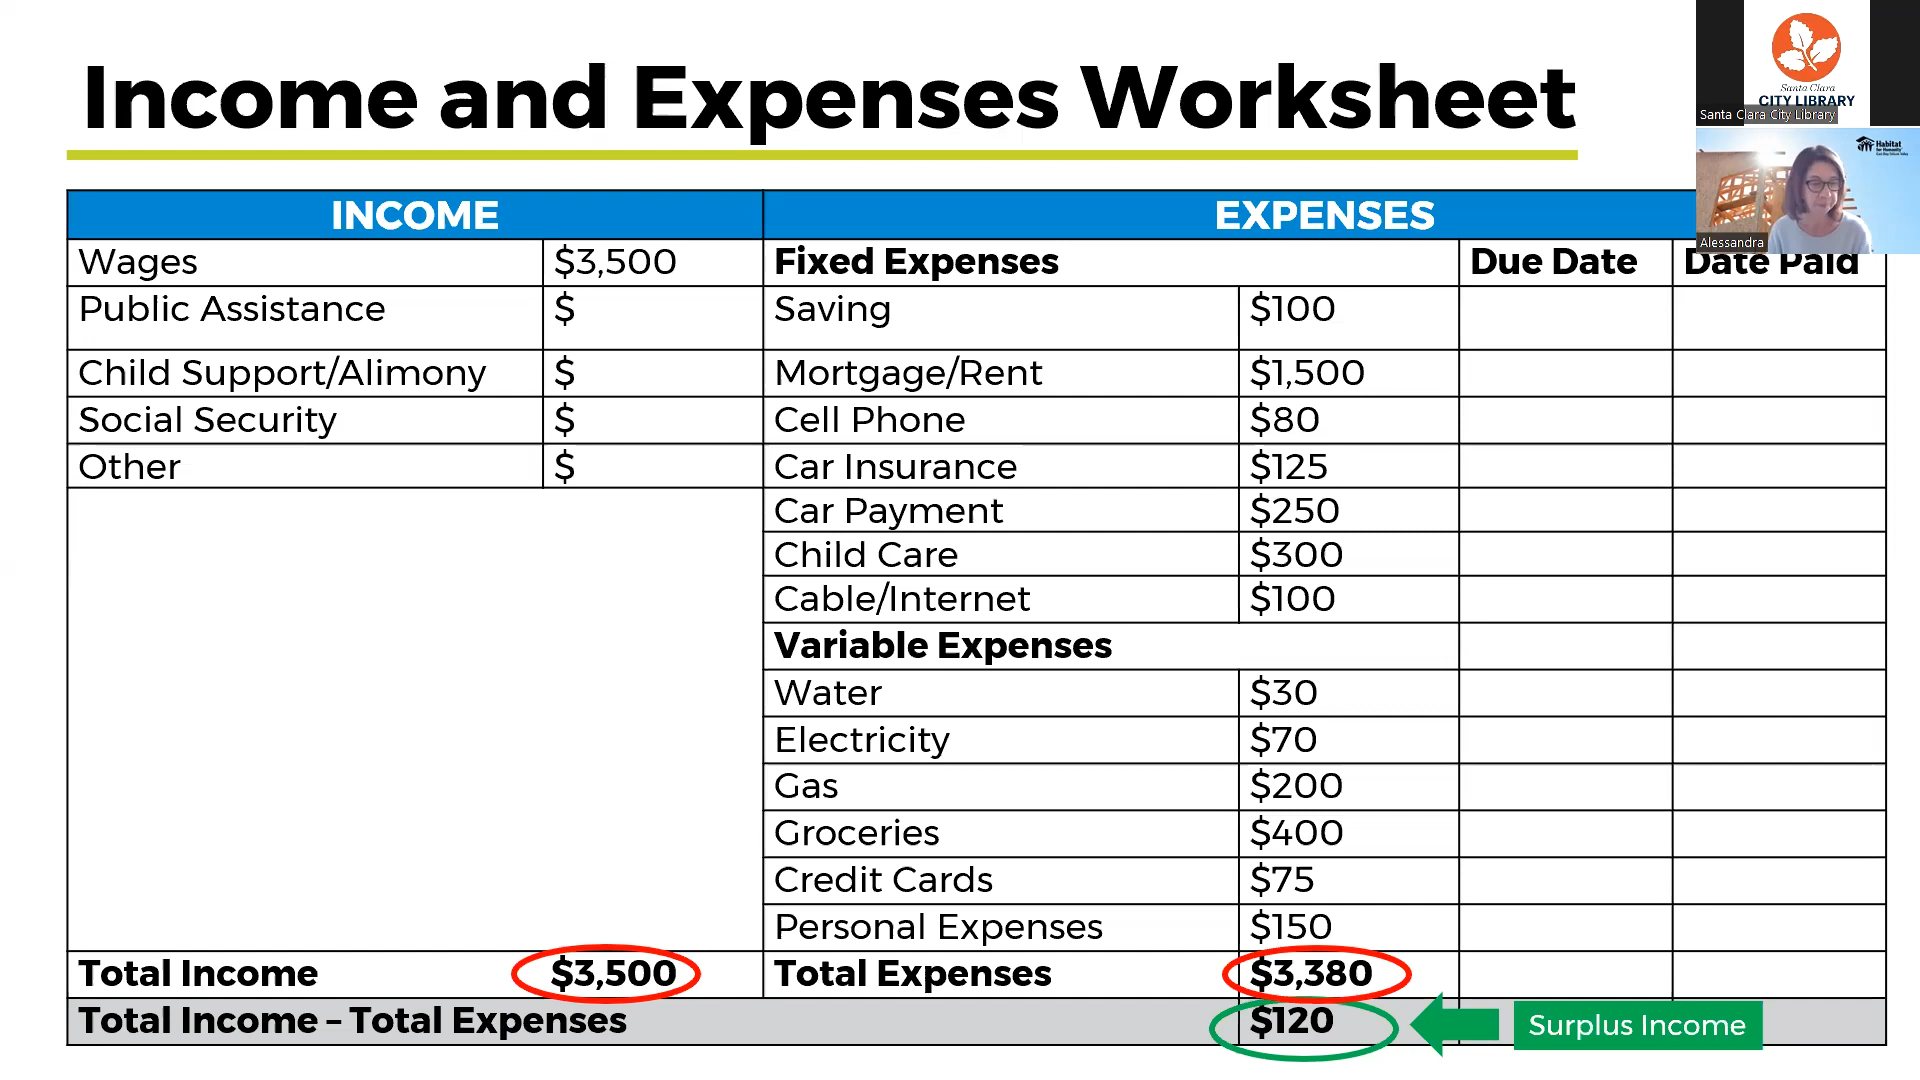 Income and Expenses Worksheet
Santa Clara
CITY LIBRARY
Santa Clara City Library
Habitat
for Humanity
Alessandra
INCOME EXPENSES
Wages $3,500 Fixed Expenses Due Date Date Paid
Public Assistance $ Saving $100
Child Support/Alimony $ Mortgage/Rent $1,500
Social Security $ Cell Phone $80
Other $ Car Insurance $125
Car Payment $250
Child Care $300
Cable/Internet $100
Variable Expenses
Water $30
Electricity $70
Gas $200
Groceries $400
Credit Cards $75
Personal Expenses $150
Total Income $3,500 Total Expenses $3,380
Total Income – Total Expenses $120 Surplus Income